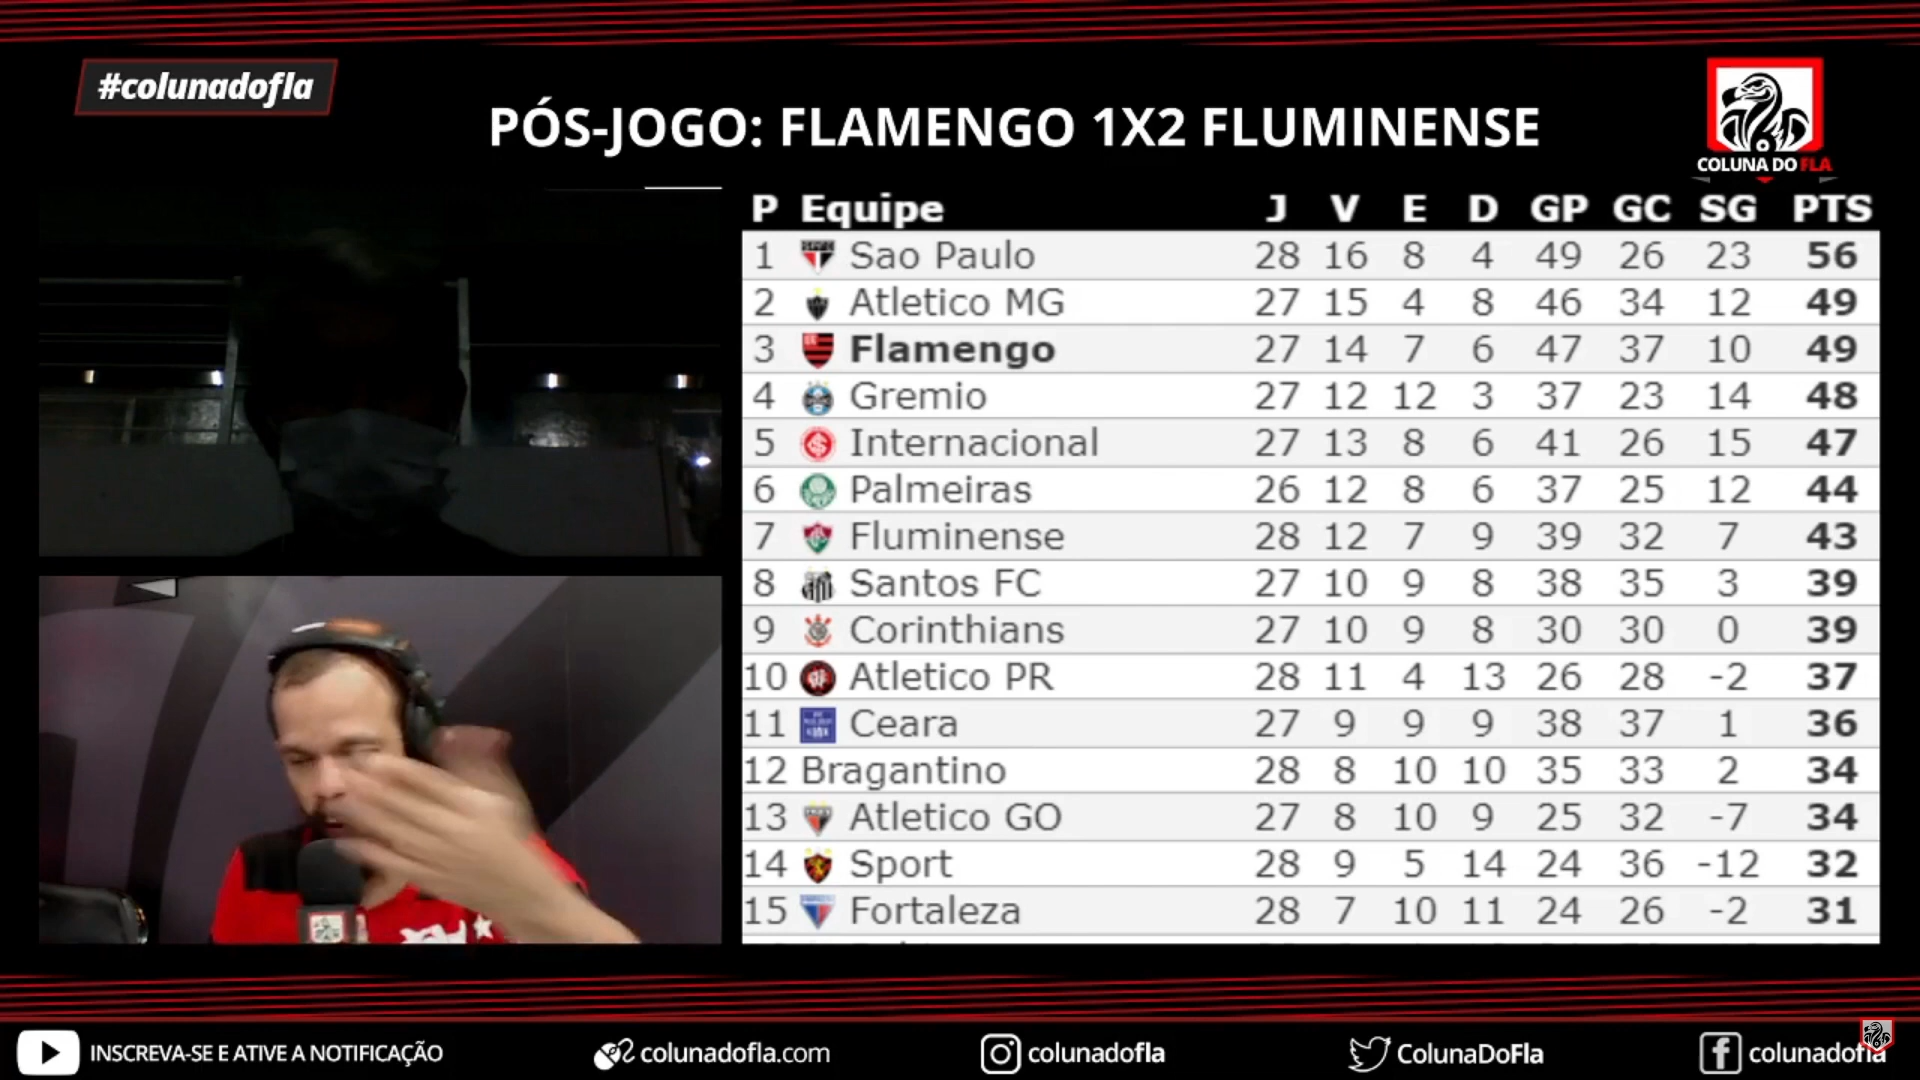 #colunadofla
PÓS-JOGO: FLAMENGO 1X2 FLUMINENSE
COLUNA DO FLA
P Equipe J V E D GP GC SG PTS
1 Sao Paulo 28 16 8 4 49 26 23 56
2 Atletico MG 27 15 4 8 46 34 12 49
3 Flamengo 27 14 7 6 47 37 10 49
4 Gremio 27 12 12 3 37 23 14 48
5 Internacional 27 13 8 6 41 26 15 47
6 Palmeiras 26 12 8 6 37 25 12 44
7 Fluminense 28 12 7 9 39 32 7 43
8 Santos FC 27 10 9 8 38 35 3 39
9 Corinthians 27 10 9 8 30 30 0 39
10 Atletico PR 28 11 4 13 26 28 -2 37
11 Ceara 27 9 9 9 38 37 1 36
12 Bragantino 28 8 10 10 35 33 2 34
13 Atletico GO 27 8 10 9 25 32 -7 34
14 Sport 28 9 5 14 24 36 -12 32
15 Fortaleza 28 7 10 11 24 26 -2 31
INSCREVA-SE E ATIVE A NOTIFICAÇÃO
colunadofla.com
colunadofla
ColunaDoFla
colunadofla